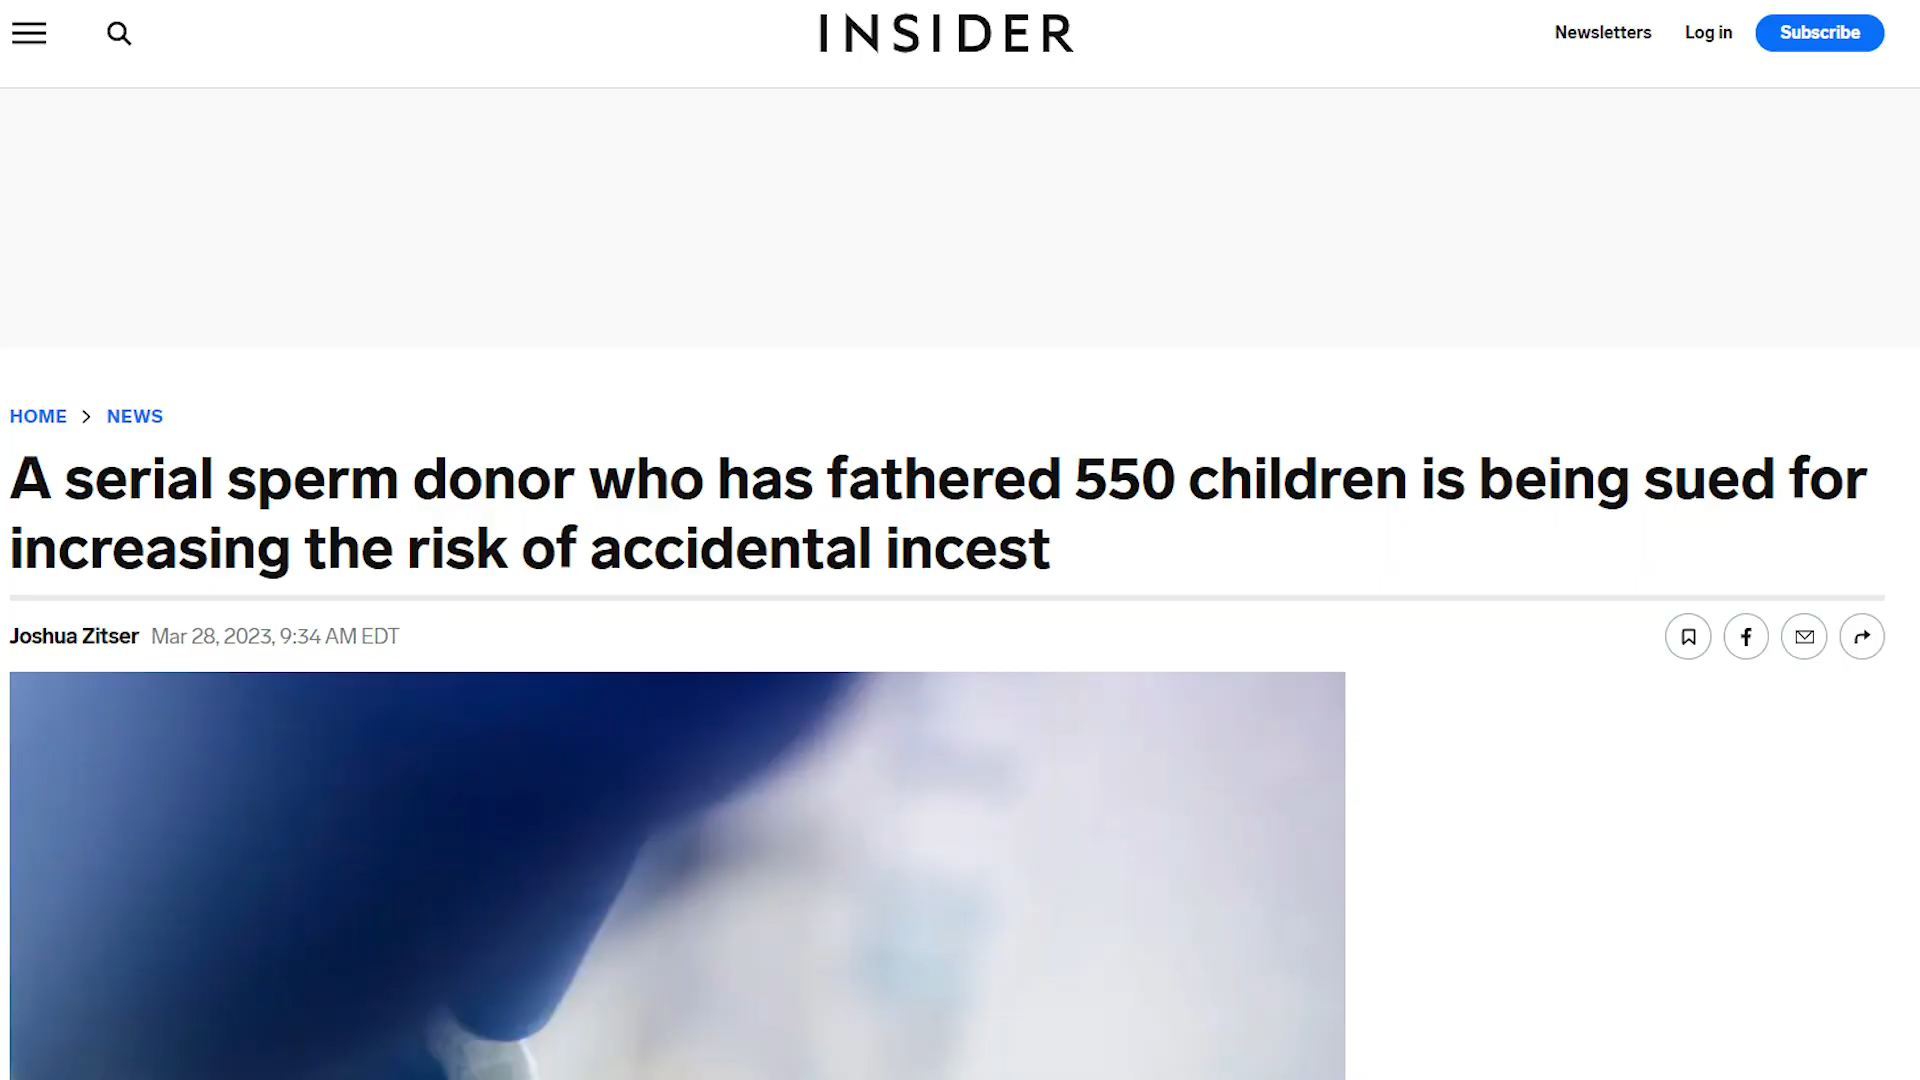 INSIDER
Newsletters
Log in
Subscribe
HOME > NEWS
A serial sperm donor who has fathered 550 children is being sued for
increasing the risk of accidental incest
Joshua Zitser Mar 28, 2023, 9:34 AM EDT